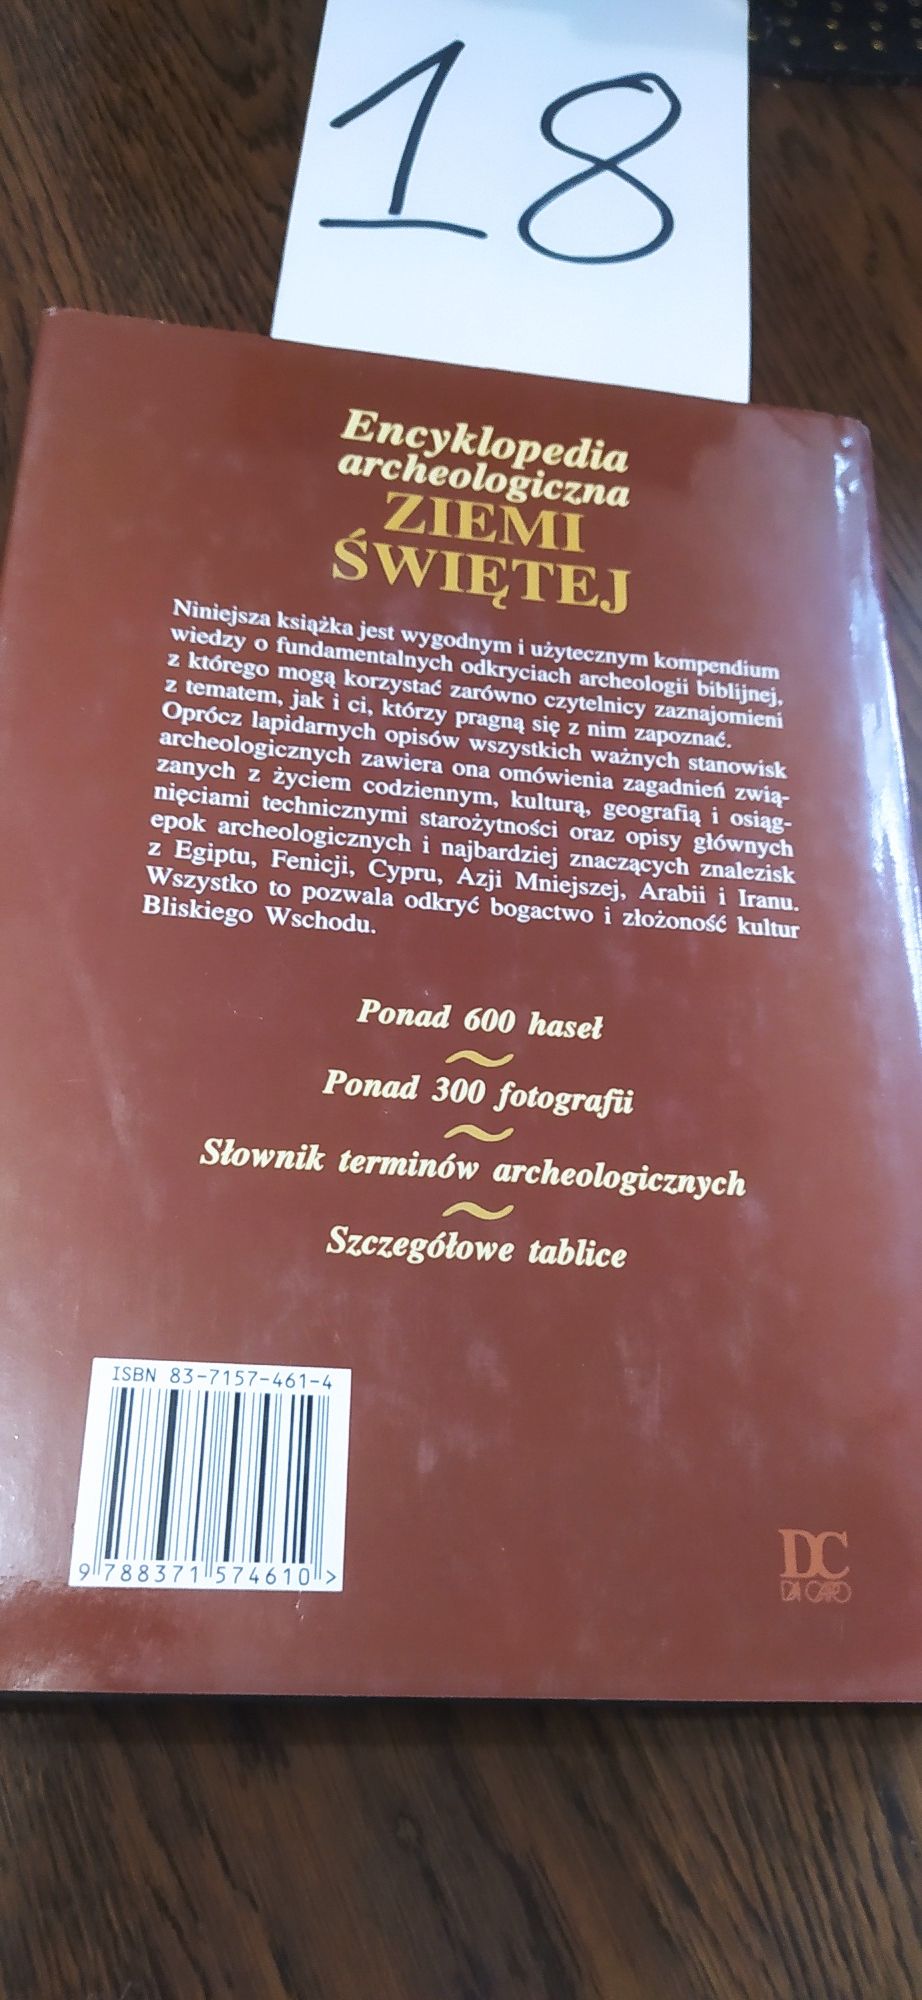 18
Encyklopedia
archeologiczna
ZIEMI
ŚWIĘTEJ
Niniejsza książka jest wygodnym i użytecznym kompendium
wiedzy o fundamentalnych odkryciach archeologii biblijnej,
z którego mogą korzystać zarówno czytelnicy zaznajomieni
z tematem, jak i ci, którzy pragną się z nim zapoznać.
Oprócz lapidarnych opisów wszystkich ważnych stanowisk
archeologicznych zawiera ona omówienia zagadnień zwią-
zanych z życiem codziennym, kulturą, geografią i osiąg-
nięciami technicznymi starożytności oraz opisy głównych
epok archeologicznych i najbardziej znaczących znalezisk
z Egiptu, Fenicji, Cypru, Azji Mniejszej, Arabii i Iranu.
Wszystko to pozwala odkryć bogactwo i złożoność kultur
Bliskiego Wschodu.
Ponad 600 haseł
Ponad 300 fotografii
Słownik terminów archeologicznych
Szczegółowe tablice
ISBN 83-7157-461-4
9 788371 574610 >
DC
DA CAPO